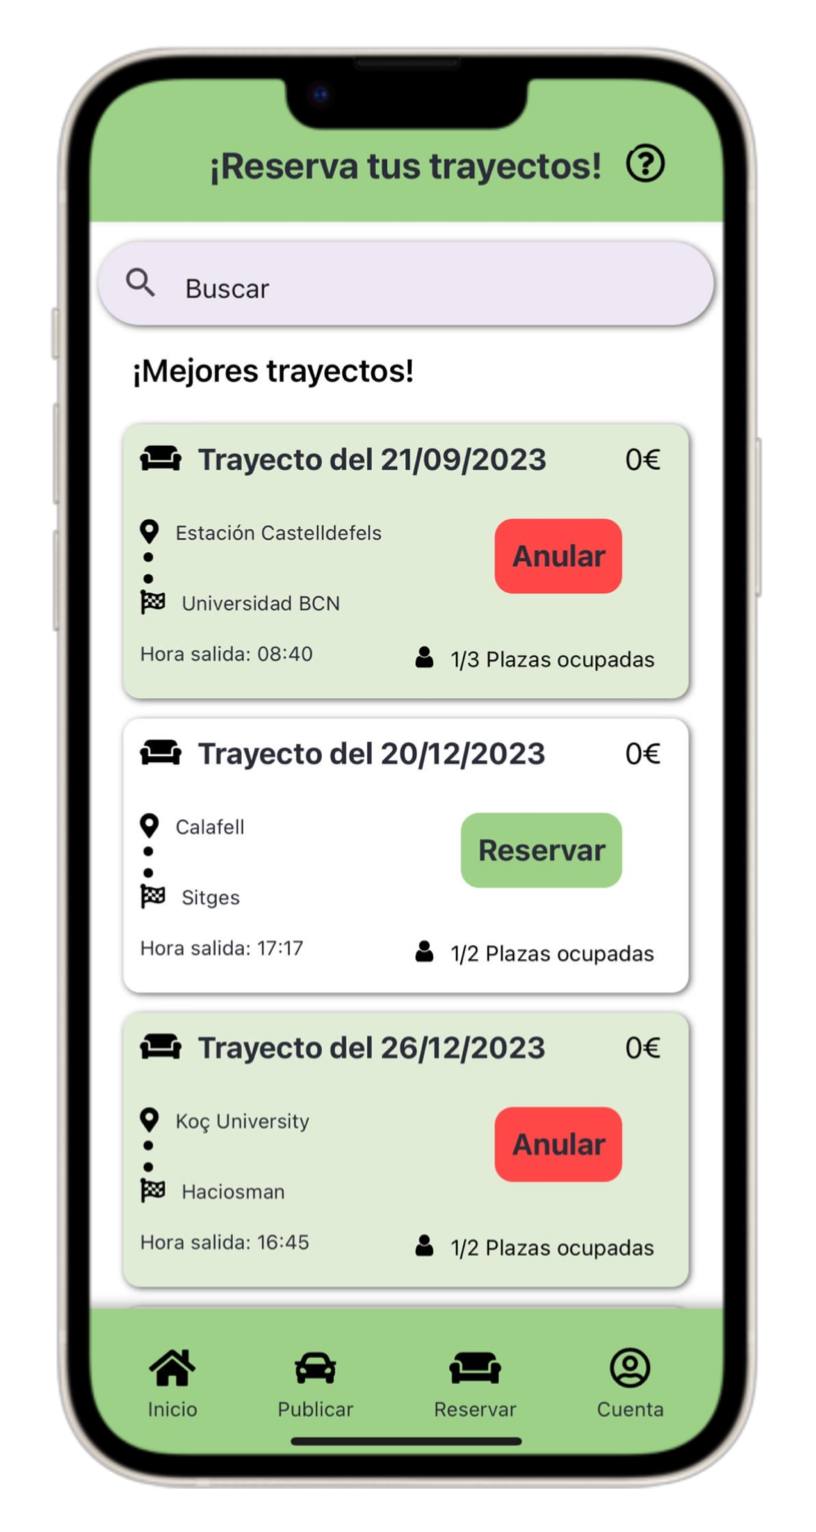 ¡Reserva tus trayectos!
Buscar
¡Mejores trayectos!
Trayecto del 21/09/2023 0€
Estación Castelldefels
Anular
Universidad BCN
Hora salida: 08:40 1/3 Plazas ocupadas
Trayecto del 20/12/2023 0€
Calafell
Reservar
Sitges
Hora salida: 17:17 1/2 Plazas ocupadas
Trayecto del 26/12/2023 0€
Koç University
Anular
Haciosman
Hora salida: 16:45 1/2 Plazas ocupadas
Inicio Publicar Reservar Cuenta